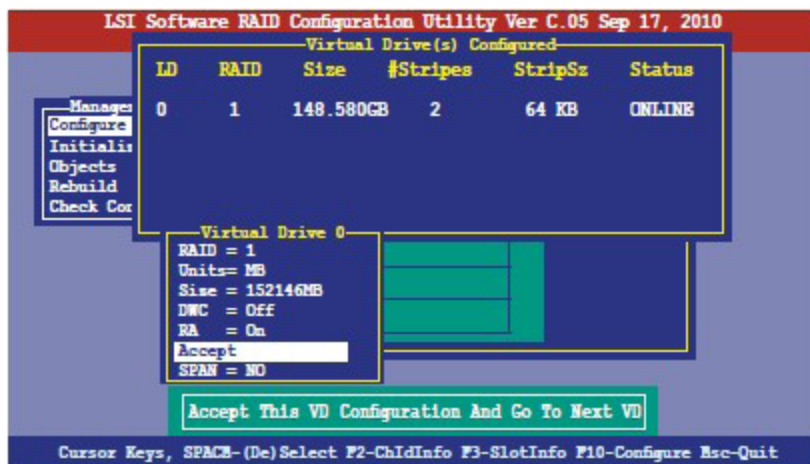 LSI Software RAID Configuration Utility Ver C.05 Sep 17, 2010
Virtual Drive(s) Configured
LD RAID Size #Stripes StripSz Status
0 1 148.580GB 2 64 KB ONLINE
Configure
Objects
Rebuild
Virtual Drive 0
RAID = 1
Units= MB
Size = 152146MB
DWC = Off
RA = On
Accept
SPAN = NO
Accept This VD Configuration And Go To Next VD
Cursor Keys, SPACE-(De)Select F2-ChIdInfo F3-SlotInfo F10-Configure Esc-Quit